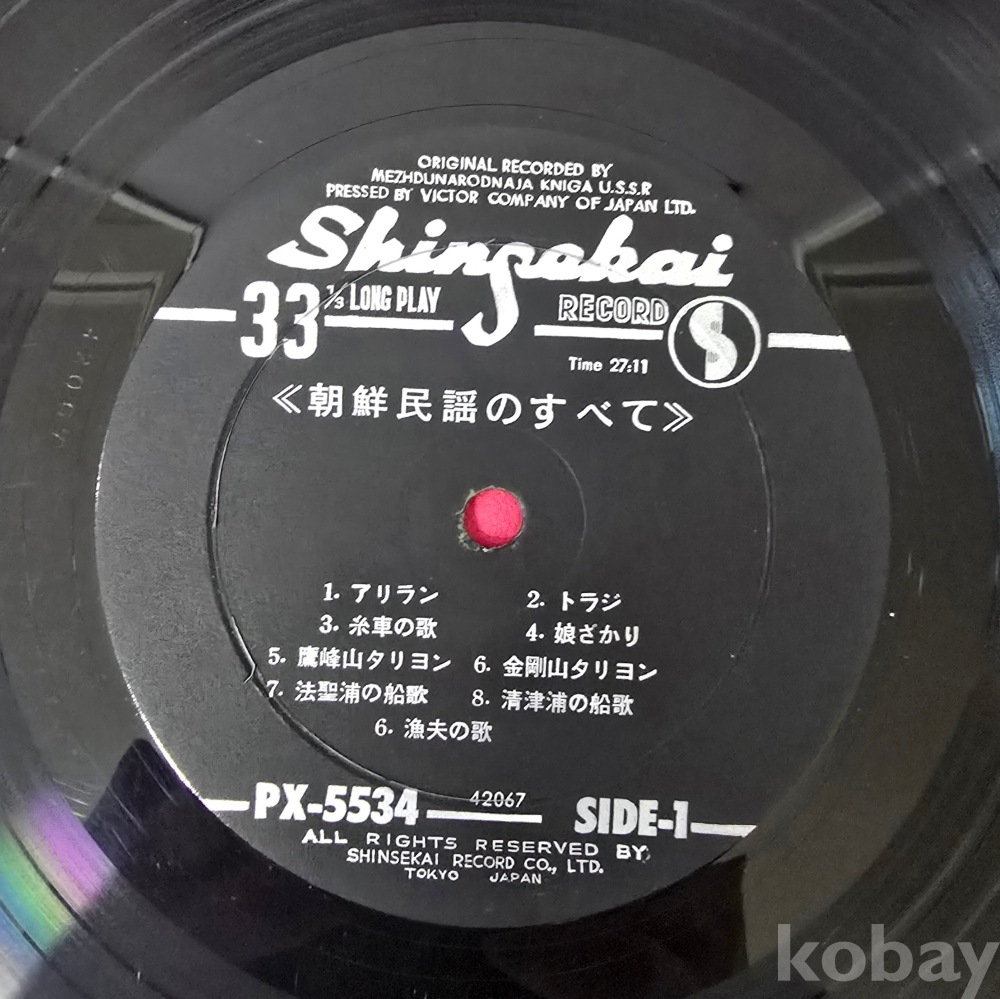 ORIGINAL RECORDED BY
MEZHDUNARODNAJA KNIGA U.S.S.R
PRESSED BY VICTOR COMPANY OF JAPAN LTD.
Shinsekai
33 1/3 LONG PLAY RECORD S
Time 27:11
≪朝鮮民謡のすべて≫
1. アリラン 2. トラジ
3. 糸車の歌 4. 娘ざかり
5. 鷹峰山タリヨン 6. 金剛山タリヨン
7. 法聖浦の船歌 8. 清津浦の船歌
6. 漁夫の歌
PX-5534 42067 SIDE-1
ALL RIGHTS RESERVED BY
SHINSEKAI RECORD CO., LTD.
TOKYO JAPAN
42067
kobay